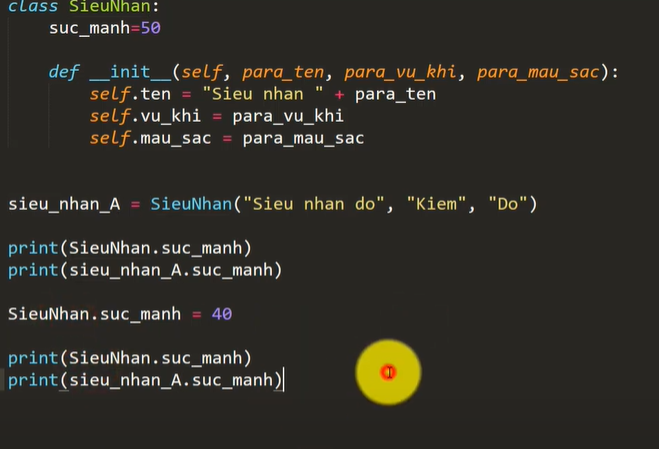 class SieuNhan:
    suc_manh=50
    def __init__(self, para_ten, para_vu_khi, para_mau_sac):
        self.ten = "Sieu nhan " + para_ten
        self.vu_khi = para_vu_khi
        self.mau_sac = para_mau_sac
sieu_nhan_A = SieuNhan("Sieu nhan do", "Kiem", "Do")
print(SieuNhan.suc_manh)
print(sieu_nhan_A.suc_manh)
SieuNhan.suc_manh = 40
print(SieuNhan.suc_manh)
print(sieu_nhan_A.suc_manh)